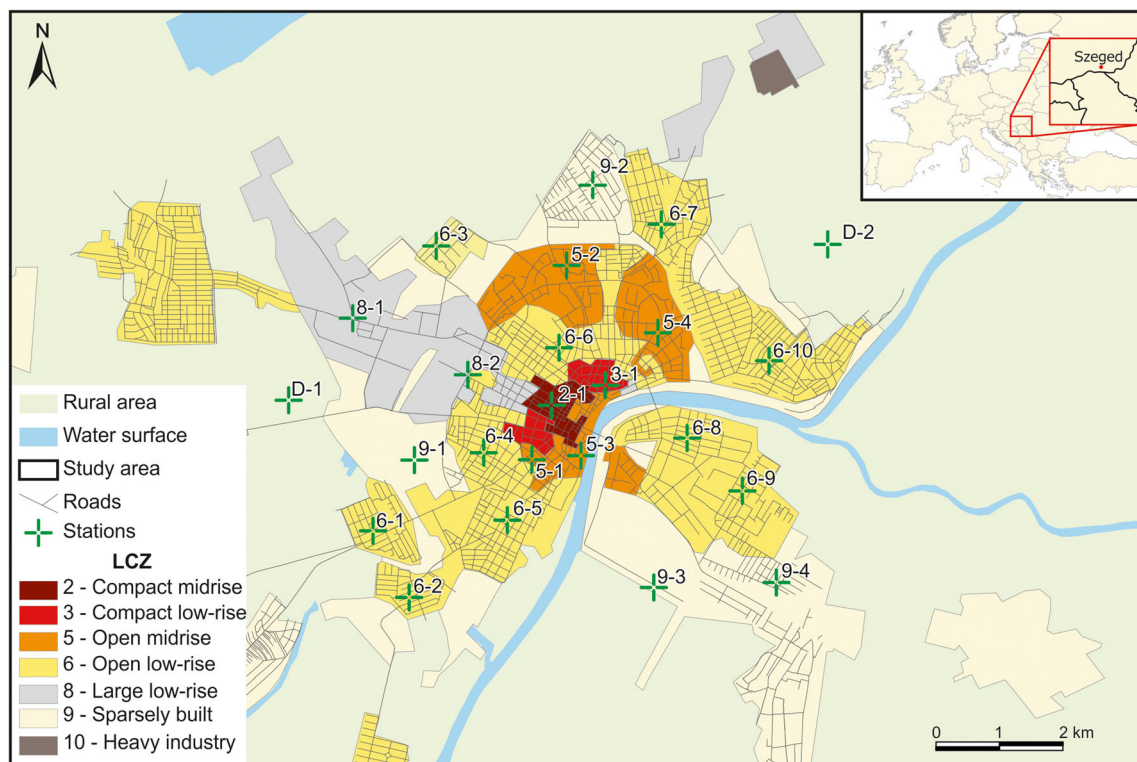 N
Szeged
9-2
6-7
D-2
6-3
5-2
8-1
5-4
6-6
6-10
8-2
3-1
D-1
2-1
6-8
6-4
5-3
9-1
5-1
6-9
6-5
6-1
9-3
9-4
6-2
Rural area
Water surface
Study area
Roads
Stations
LCZ
2 - Compact midrise
3 - Compact low-rise
5 - Open midrise
6 - Open low-rise
8 - Large low-rise
9 - Sparsely built
10 - Heavy industry
0 1 2 km